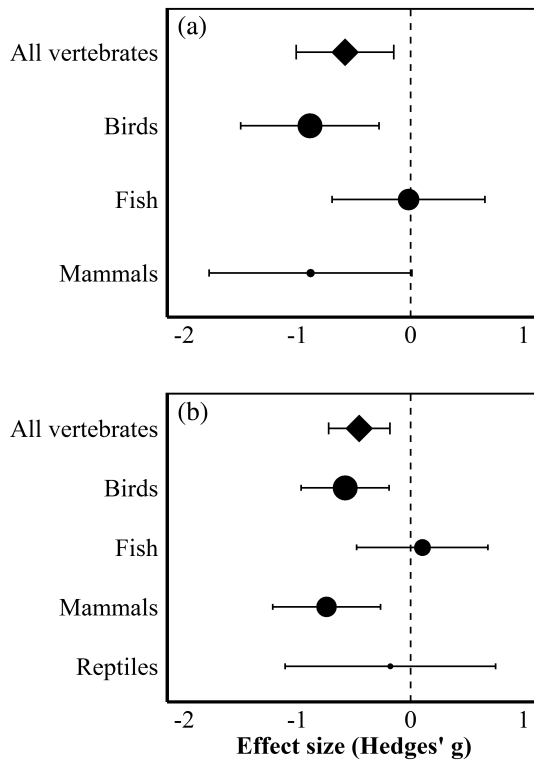 (a)
All vertebrates
Birds
Fish
Mammals
-2 -1 0 1
(b)
All vertebrates
Birds
Fish
Mammals
Reptiles
-2 -1 0 1
Effect size (Hedges' g)